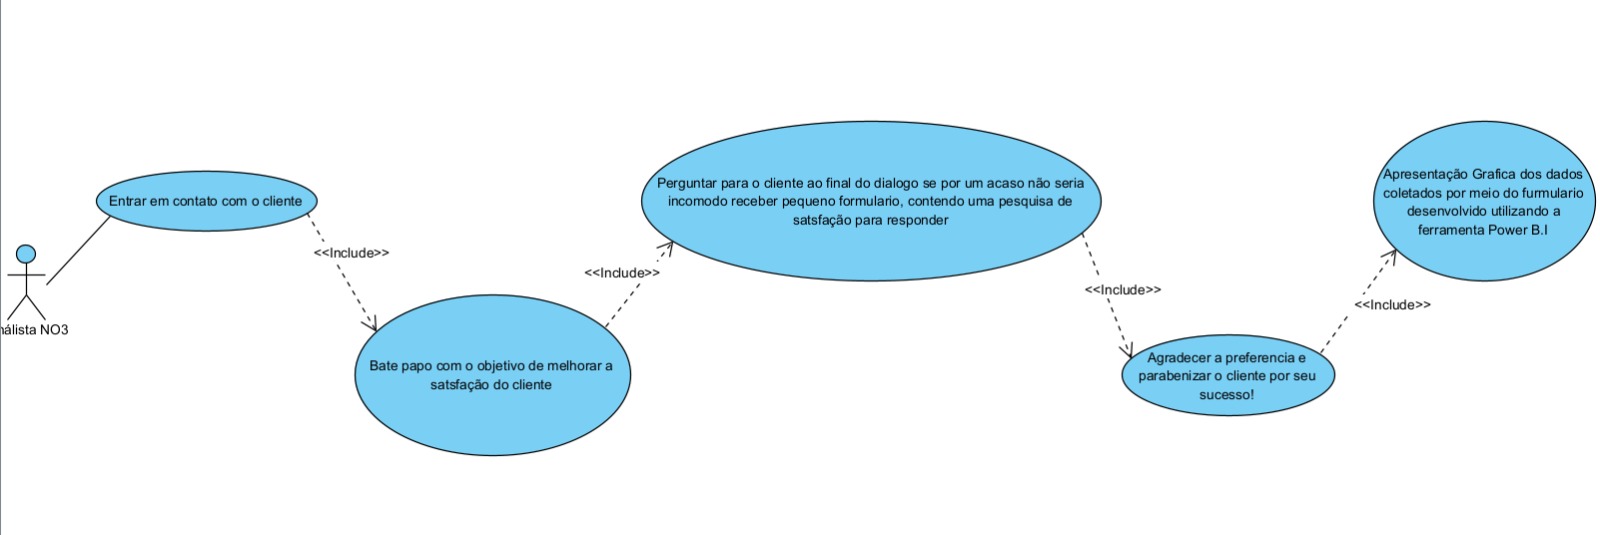 Entrar em contato com o cliente
<<Include>>
nálista NO3
Bate papo com o objetivo de melhorar a
satsfação do cliente
<<Include>>
Perguntar para o cliente ao final do dialogo se por um acaso não seria
incomodo receber pequeno formulario, contendo uma pesquisa de
satsfação para responder
<<Include>>
Agradecer a preferencia e
parabenizar o cliente por seu
sucesso!
<<Include>>
Apresentação Grafica dos dados
coletados por meio do furmulario
desenvolvido utilizando a
ferramenta Power B.I